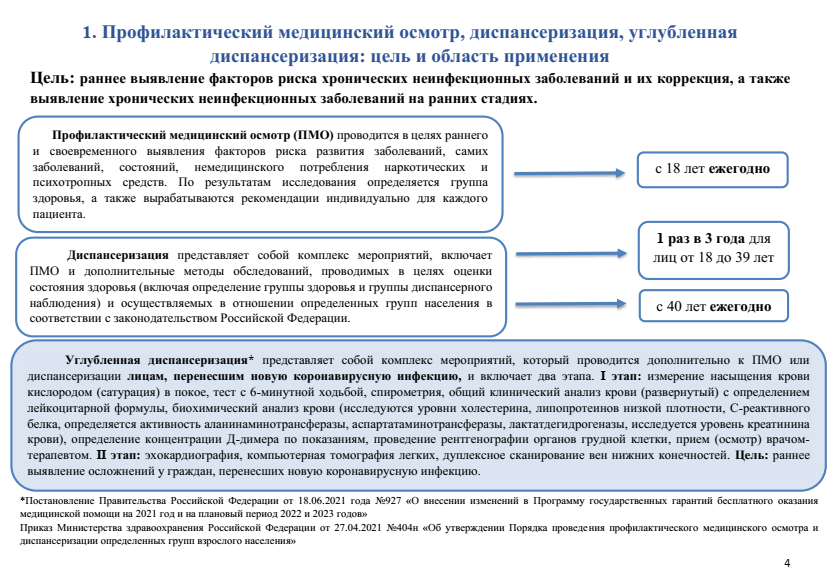 1. Профилактический медицинский осмотр, диспансеризация, углубленная
диспансеризация: цель и область применения
Цель: раннее выявление факторов риска хронических неинфекционных заболеваний и их коррекция, а также
выявление хронических неинфекционных заболеваний на ранних стадиях.
Профилактический медицинский осмотр (ПМО) проводится в целях раннего
и своевременного выявления факторов риска развития заболеваний, самих
заболеваний, состояний, немедицинского потребления наркотических и
психотропных средств. По результатам исследования определяется группа
здоровья, а также вырабатываются рекомендации индивидуально для каждого
пациента.
с 18 лет ежегодно
Диспансеризация представляет собой комплекс мероприятий, включает
ПМО и дополнительные методы обследований, проводимых в целях оценки
состояния здоровья (включая определение группы здоровья и группы диспансерного
наблюдения) и осуществляемых в отношении определенных групп населения в
соответствии с законодательством Российской Федерации.
1 раз в 3 года для
лиц от 18 до 39 лет
с 40 лет ежегодно
Углубленная диспансеризация* представляет собой комплекс мероприятий, который проводится дополнительно к ПМО или
диспансеризации лицам, перенесшим новую коронавирусную инфекцию, и включает два этапа. I этап: измерение насыщения крови
кислородом (сатурация) в покое, тест с 6-минутной ходьбой, спирометрия, общий клинический анализ крови (развернутый) с определением
лейкоцитарной формулы, биохимический анализ крови (исследуются уровни холестерина, липопротеинов низкой плотности, С-реактивного
белка, определяется активность аланинаминотрансферазы, аспартатаминотрансферазы, лактатдегидрогеназы, исследуется уровень креатинина
крови), определение концентрации Д-димера по показаниям, проведение рентгенографии органов грудной клетки, прием (осмотр) врачом-
терапевтом. II этап: эхокардиография, компьютерная томография легких, дуплексное сканирование вен нижних конечностей. Цель: раннее
выявление осложнений у граждан, перенесших новую коронавирусную инфекцию.
*Постановление Правительства Российской Федерации от 18.06.2021 года №927 «О внесении изменений в Программу государственных гарантий бесплатного оказания
медицинской помощи на 2021 год и на плановый период 2022 и 2023 годов»
Приказ Министерства здравоохранения Российской Федерации от 27.04.2021 №404н «Об утверждении Порядка проведения профилактического медицинского осмотра и
диспансеризации определенных групп взрослого населения»
4